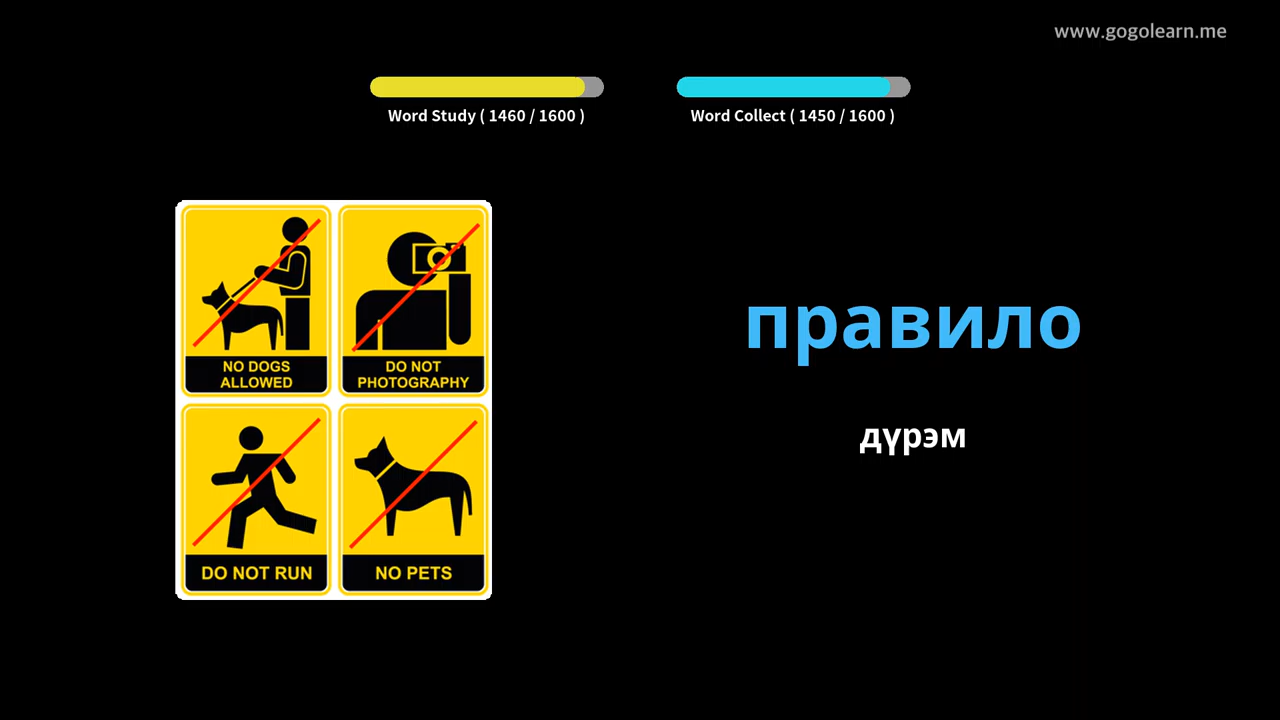 www.gogolearn.me
Word Study ( 1460 / 1600 )
Word Collect ( 1450 / 1600 )
NO DOGS
ALLOWED
DO NOT
PHOTOGRAPHY
DO NOT RUN
NO PETS
правило
дүрэм